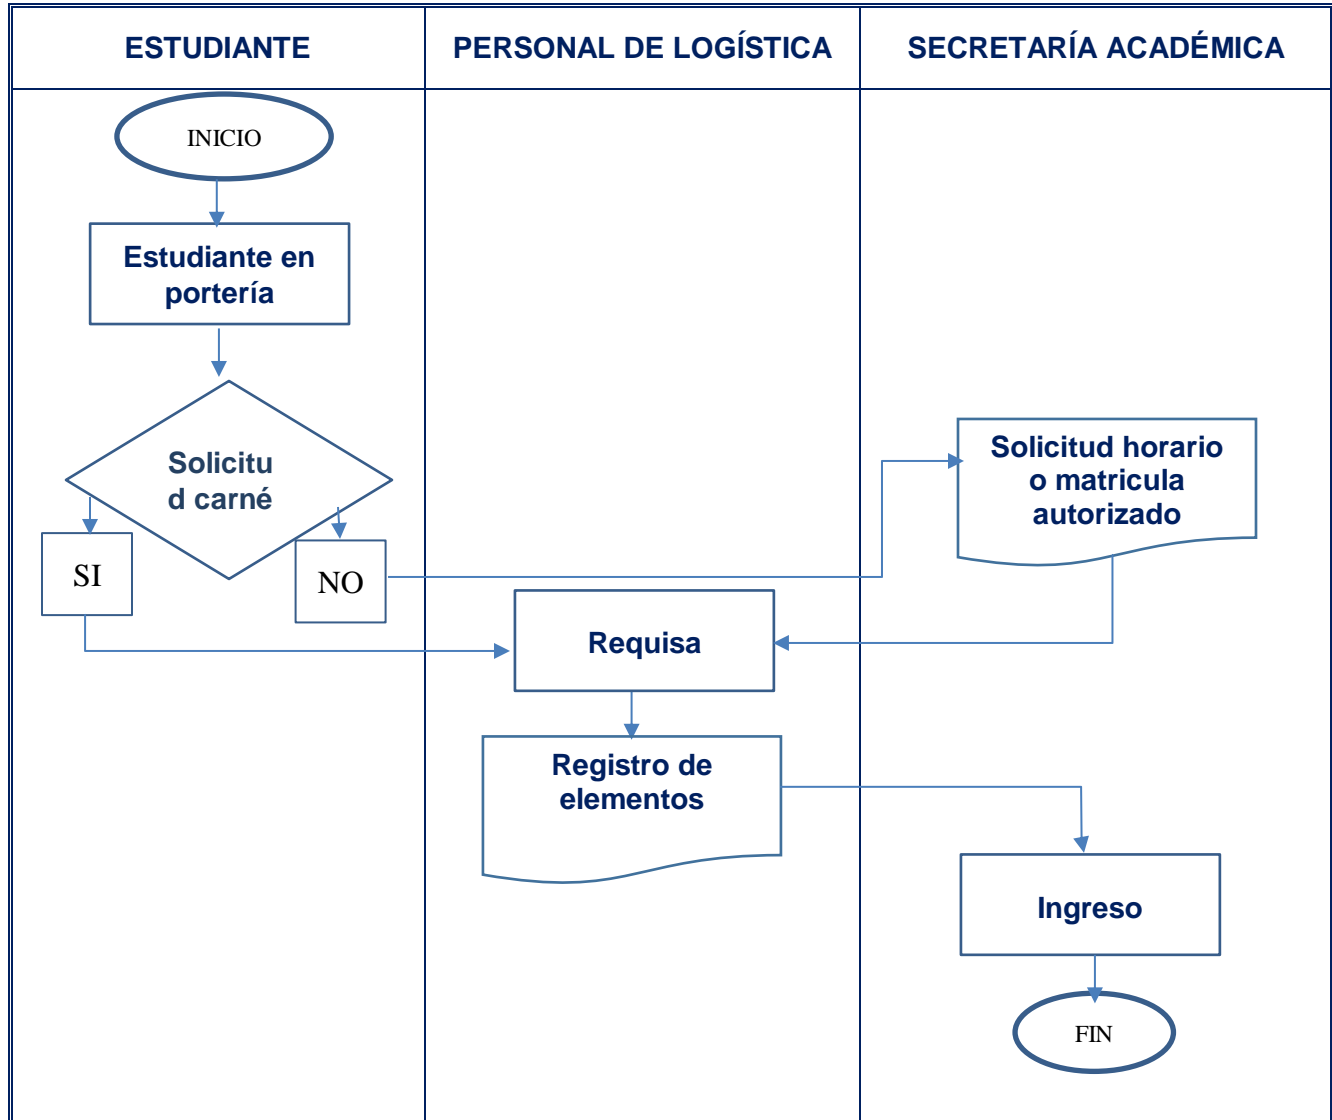 ESTUDIANTE
PERSONAL DE LOGÍSTICA
SECRETARÍA ACADÉMICA
INICIO
Estudiante en
portería
Solicitu
d carné
SI
NO
Solicitud horario
o matricula
autorizado
Requisa
Registro de
elementos
Ingreso
FIN